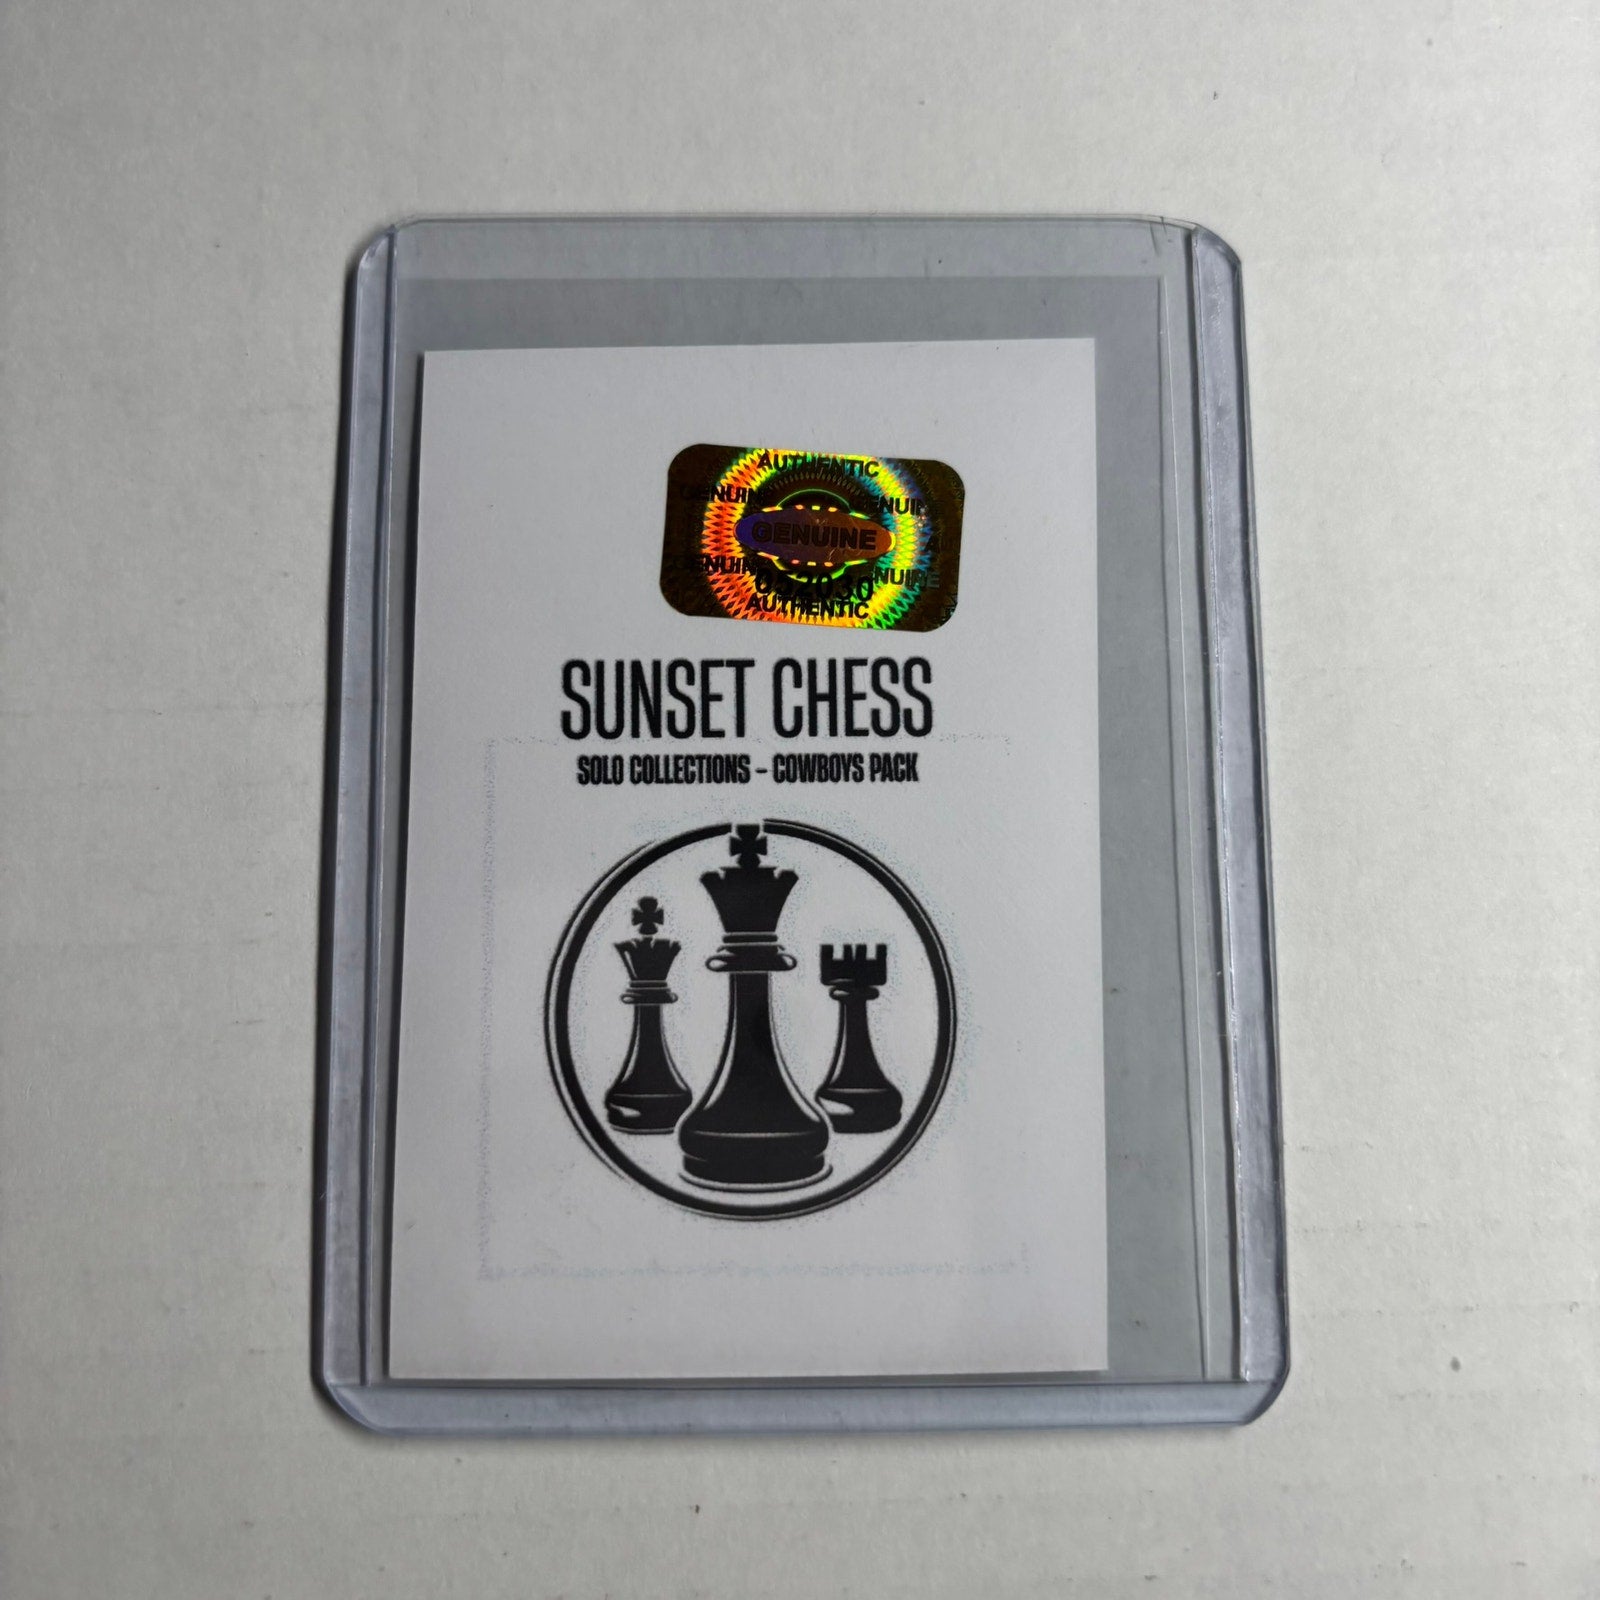 AUTHENTIC
GENUINE
AUTHENTIC
SUNSET CHESS
SOLO COLLECTIONS - COWBOYS PACK